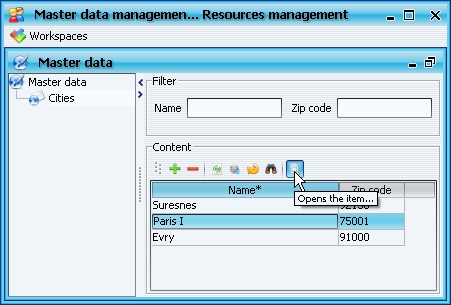 Master data managemen... Resources management
Workspaces
Master data
Master data
Cities
Filter
Name
Zip code
Content
Name*
Zip code
Opens the item...
Suresnes
Paris I
75001
Evry
91000